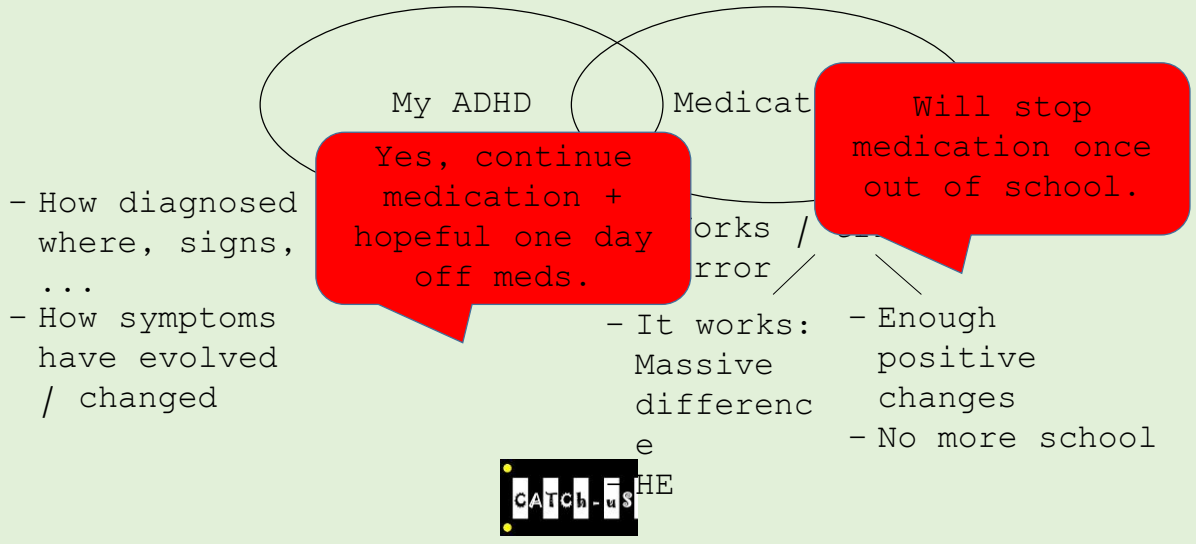 My ADHD
Medicat
Will stop
medication once
out of school.
Yes, continue
medication +
hopeful one day
off meds.
- How diagnosed
where, signs,
...
- How symptoms
have evolved
/ changed
orks /
rror
- It works:
Massive
differenc
e
- HE
- Enough
positive
changes
- No more school
CATCh-uS